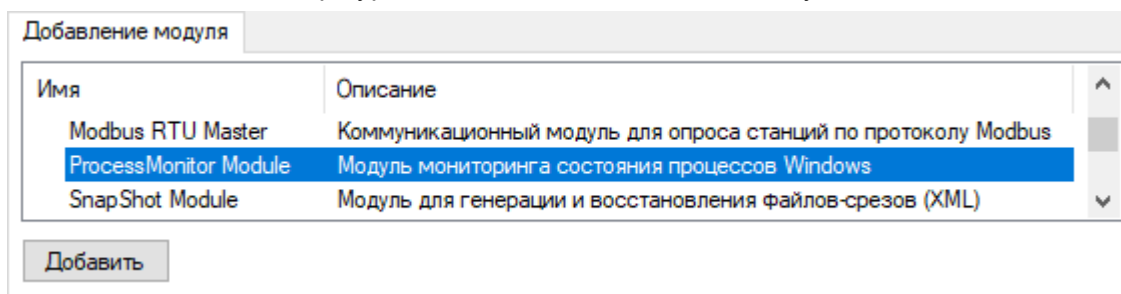 Добавление модуля
Имя Описание
Modbus RTU Master Коммуникационный модуль для опроса станций по протоколу Modbus
ProcessMonitor Module Модуль мониторинга состояния процессов Windows
SnapShot Module Модуль для генерации и восстановления файлов-срезов (XML)
Добавить